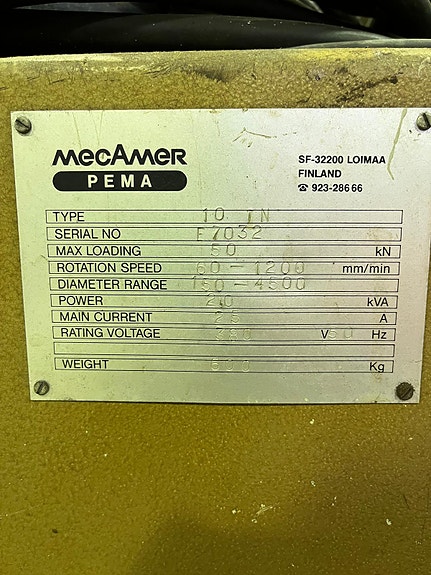 MecAmer
PEMA
SF-32200 LOIMAA
FINLAND
☎ 923-286 66
TYPE 10 TN
SERIAL NO F7032
MAX LOADING 50 kN
ROTATION SPEED 60-1200 mm/min
DIAMETER RANGE 150-4500
POWER kVA
MAIN CURRENT 25 A
RATING VOLTAGE 380 V 50 Hz
WEIGHT Kg